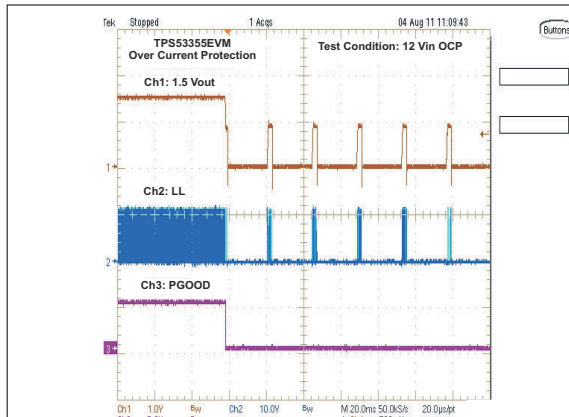 Tek Stopped 1 Acqs 04 Aug 11 11:09:43
Buttons
TPS53355EVM
Over Current Protection
Test Condition: 12 Vin OCP
Ch1: 1.5 Vout
1
Ch2: LL
2
Ch3: PGOOD
3
Ch1 1.0V Bw Ch2 10.0V Bw M 20.0ms 50.0kS/s 20.0µs/pt